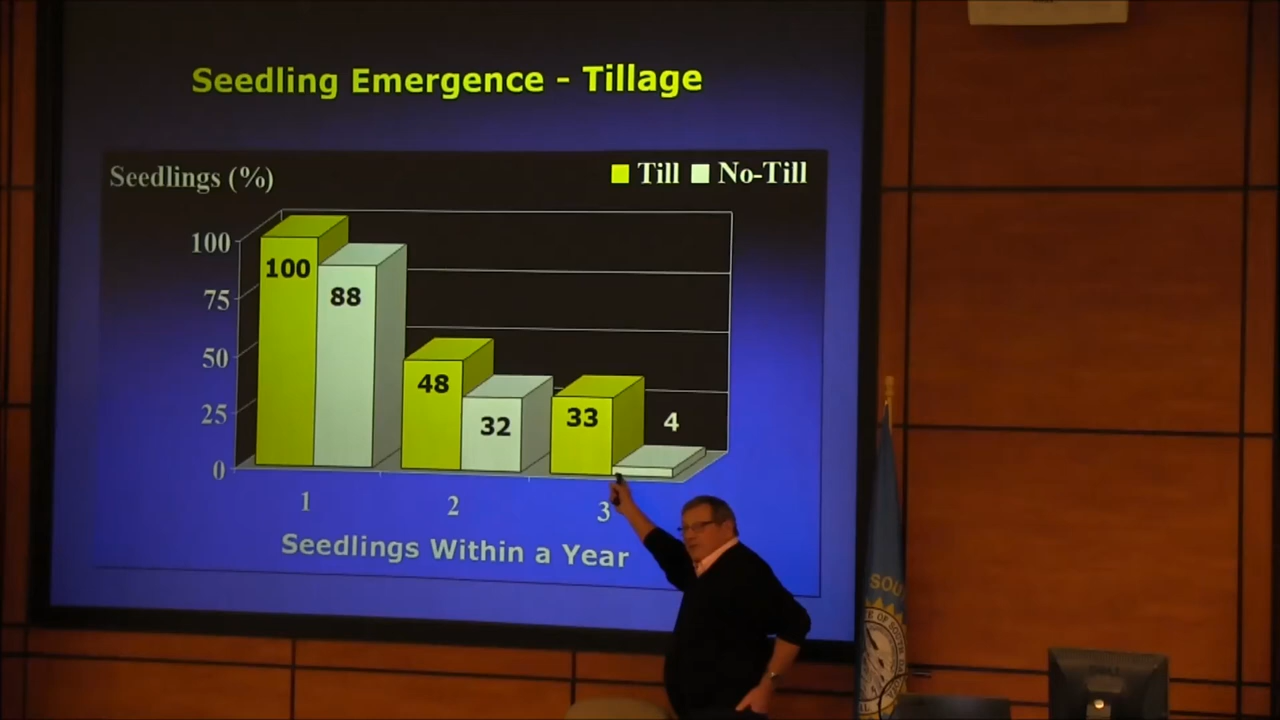 Seedling Emergence - Tillage
Seedlings (%)
Till No-Till
100
75
50
25
0
100
88
48
32
33
4
1 2 3
Seedlings Within a Year
SOU